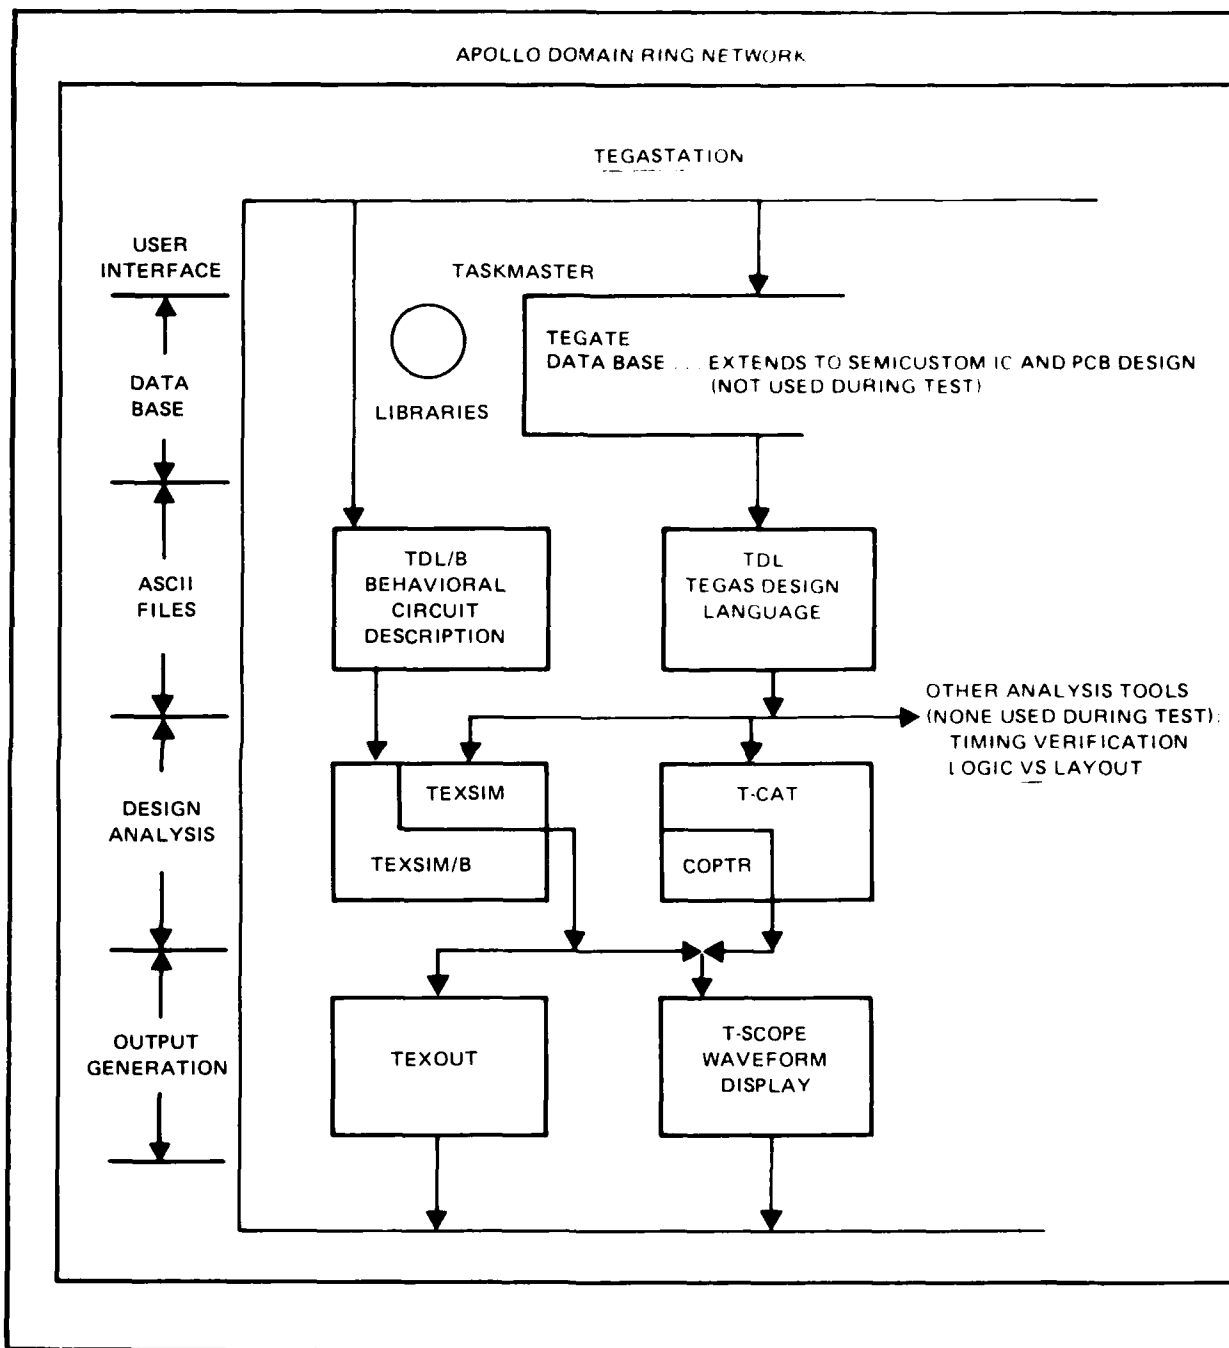 APOLLO DOMAIN RING NETWORK
TEGASTATION
USER
INTERFACE
TASKMASTER
LIBRARIES
TEGATE
DATA BASE ... EXTENDS TO SEMICUSTOM IC AND PCB DESIGN
(NOT USED DURING TEST)
DATA
BASE
ASCII
FILES
TDL/B
BEHAVIORAL
CIRCUIT
DESCRIPTION
TDL
TEGAS DESIGN
LANGUAGE
OTHER ANALYSIS TOOLS
(NONE USED DURING TEST):
TIMING VERIFICATION
LOGIC VS LAYOUT
DESIGN
ANALYSIS
TEXSIM
TEXSIM/B
T-CAT
COPTR
OUTPUT
GENERATION
TEXOUT
T-SCOPE
WAVEFORM
DISPLAY